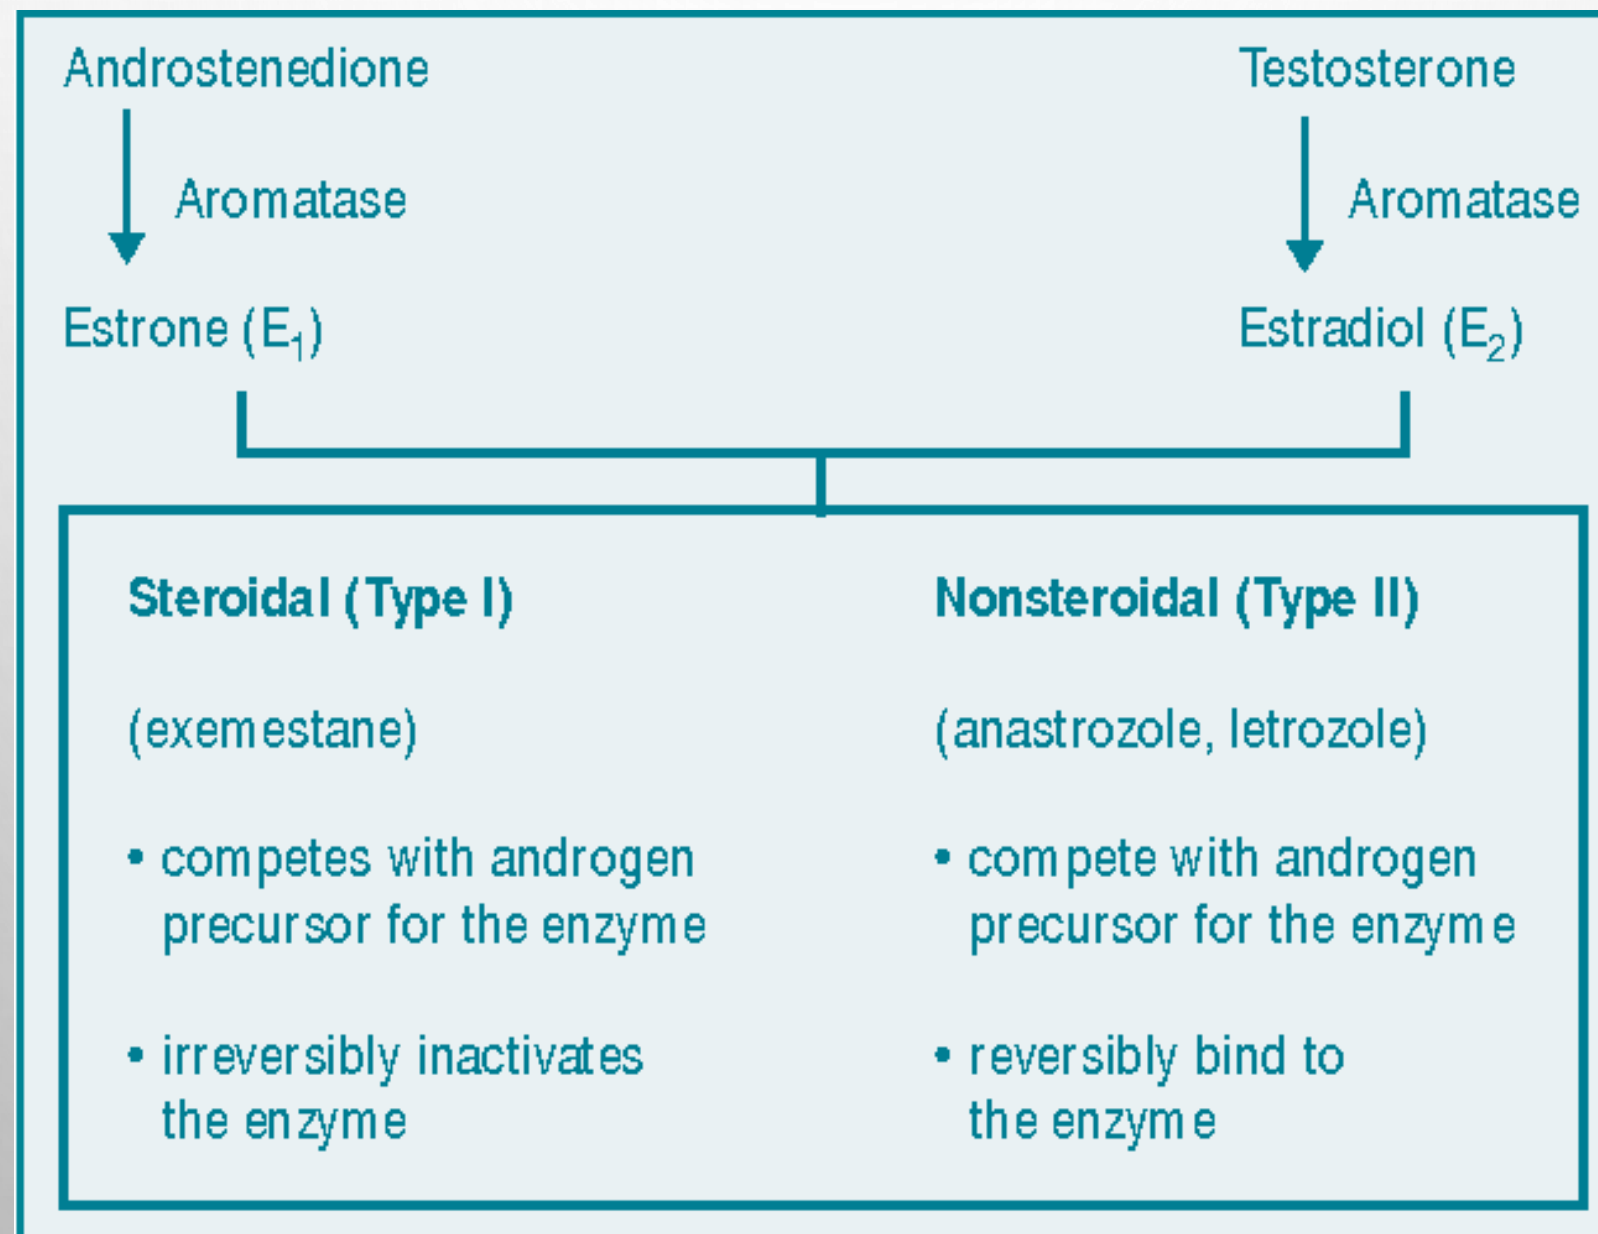 Androstenedione
Testosterone
Aromatase
Aromatase
Estrone (E₁)
Estradiol (E₂)
Steroidal (Type I)
(exemestane)
• competes with androgen
precursor for the enzyme
• irreversibly inactivates
the enzyme
Nonsteroidal (Type II)
(anastrozole, letrozole)
• compete with androgen
precursor for the enzyme
• reversibly bind to
the enzyme